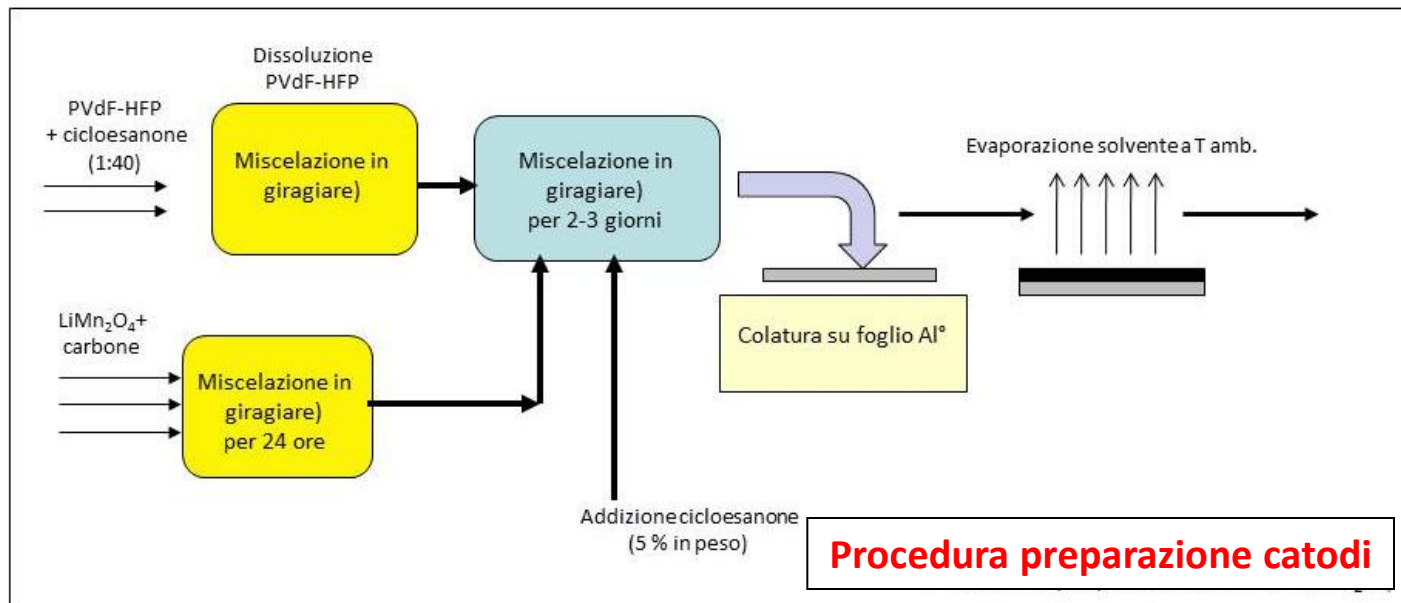 Dissoluzione
PVdF-HFP
PVdF-HFP
+ cicloesanone
(1:40)
Miscelazione in
giragiare)
Miscelazione in
giragiare)
per 2-3 giorni
Evaporazione solvente a T amb.
LiMn₂O₄+
carbone
Miscelazione in
giragiare)
per 24 ore
Colatura su foglio Al°
Addizione cicloesanone
(5 % in peso)
Procedura preparazione catodi